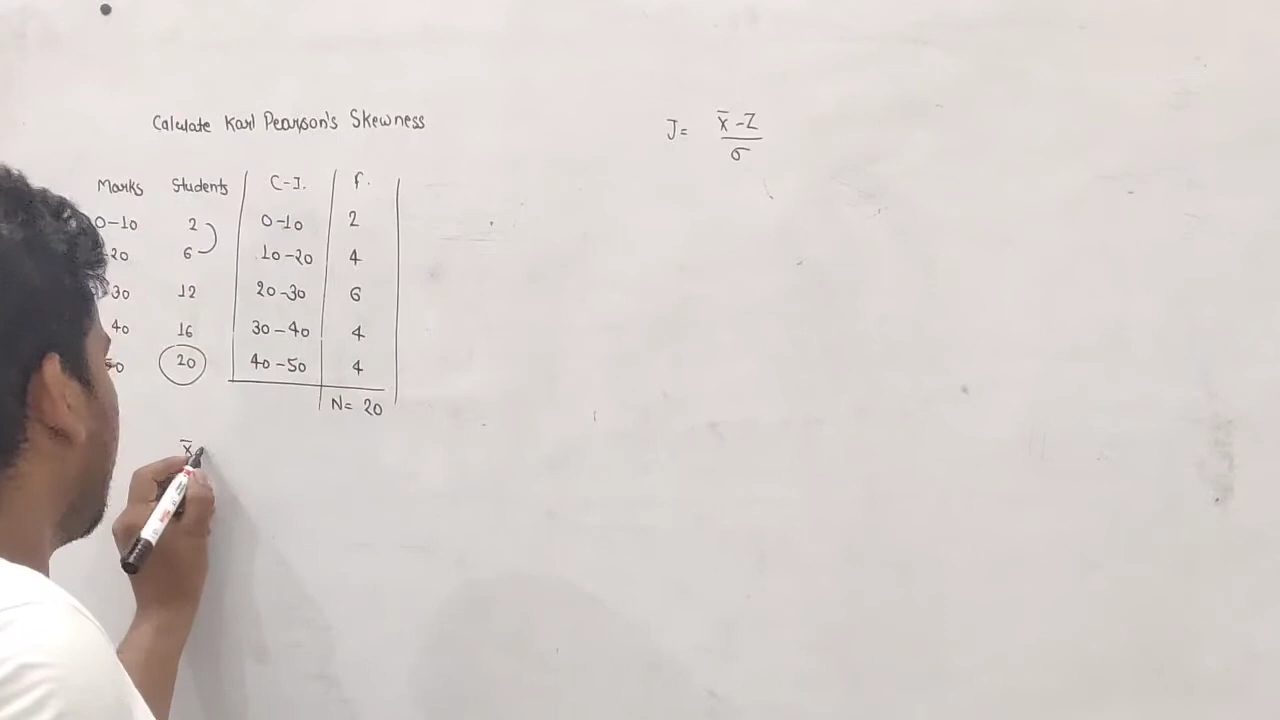 Calculate Karl Pearson's Skewness
J = x̄ - Z / σ
Marks Students C-I. f.
0-10 2 0-10 2
-20 6 10-20 4
-30 12 20-30 6
40 16 30-40 4
50 20 40-50 4
N = 20
x̄